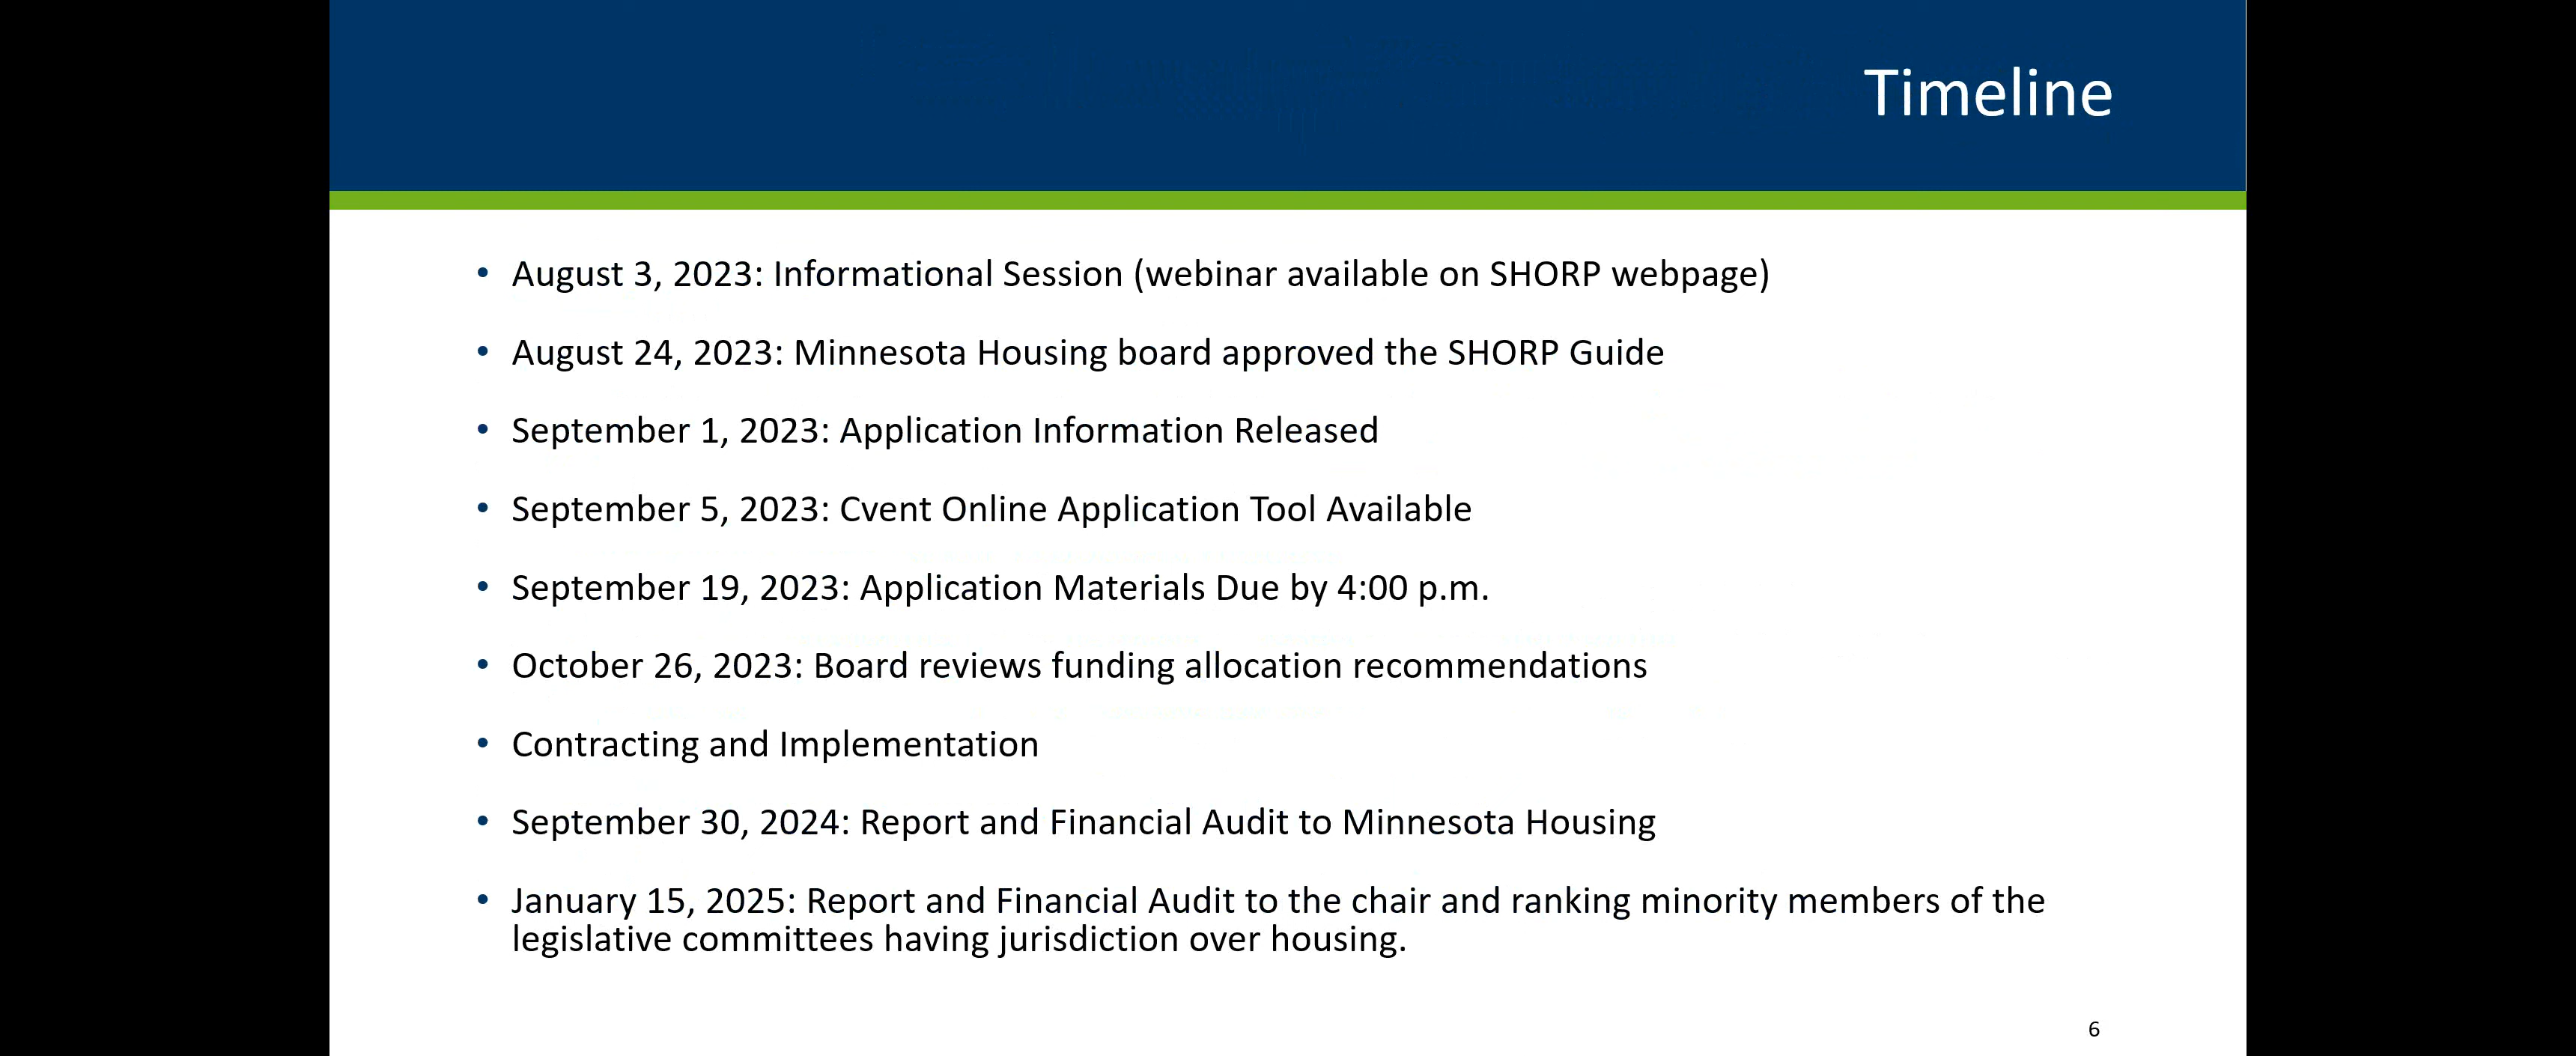 Timeline
• August 3, 2023: Informational Session (webinar available on SHORP webpage)
• August 24, 2023: Minnesota Housing board approved the SHORP Guide
• September 1, 2023: Application Information Released
• September 5, 2023: Cvent Online Application Tool Available
• September 19, 2023: Application Materials Due by 4:00 p.m.
• October 26, 2023: Board reviews funding allocation recommendations
• Contracting and Implementation
• September 30, 2024: Report and Financial Audit to Minnesota Housing
• January 15, 2025: Report and Financial Audit to the chair and ranking minority members of the
legislative committees having jurisdiction over housing.
6